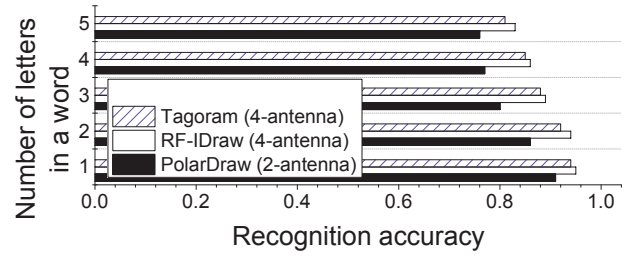 Number of letters
in a word
5
4
3
2
1
Tagoram (4-antenna)
RF-IDraw (4-antenna)
PolarDraw (2-antenna)
0.0 0.2 0.4 0.6 0.8 1.0
Recognition accuracy